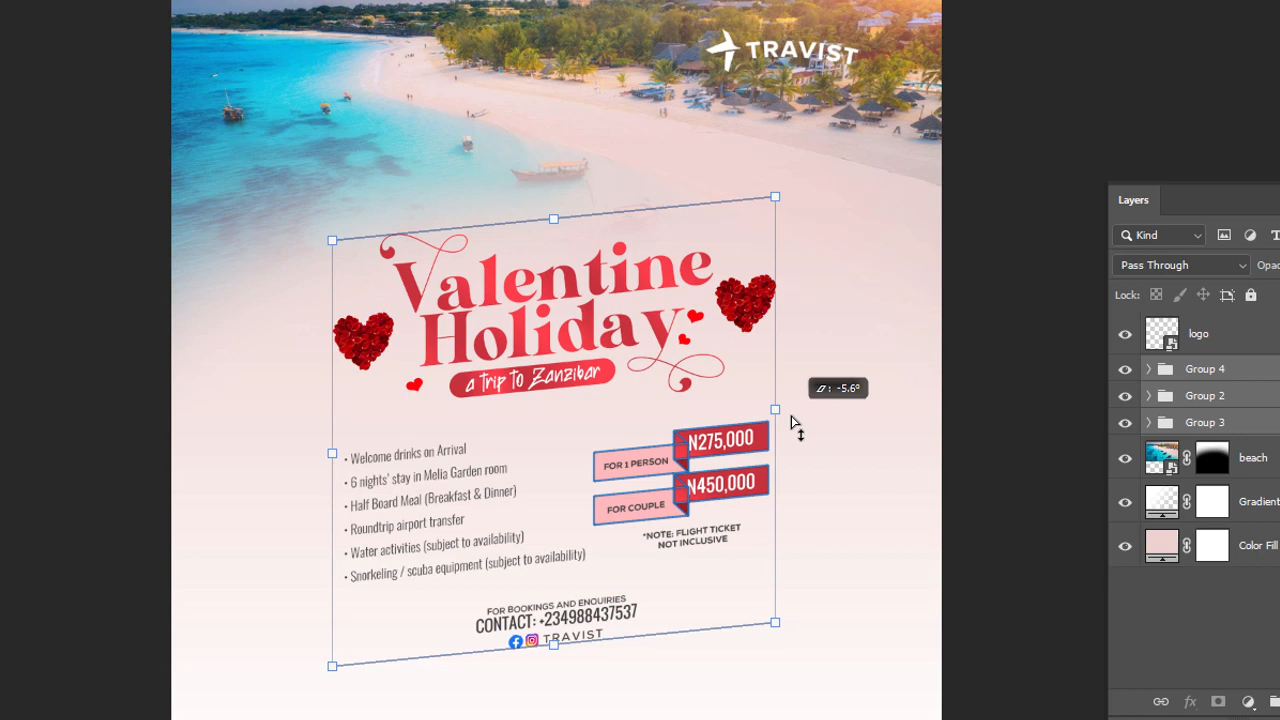 TRAVIST
Valentine
Holiday
a trip to Zanzibar
• Welcome drinks on Arrival
• 6 nights' stay in Melia Garden room
• Half Board Meal (Breakfast & Dinner)
• Roundtrip airport transfer
• Water activities (subject to availability)
• Snorkeling / scuba equipment (subject to availability)
N275,000
FOR 1 PERSON
N450,000
FOR COUPLE
*NOTE: FLIGHT TICKET
NOT INCLUSIVE
FOR BOOKINGS AND ENQUIRIES
CONTACT: +234988437537
TRAVIST
: -5.6°
Layers
Kind
Pass Through
Opac
Lock:
logo
Group 4
Group 2
Group 3
beach
Gradient
Color Fill
fx